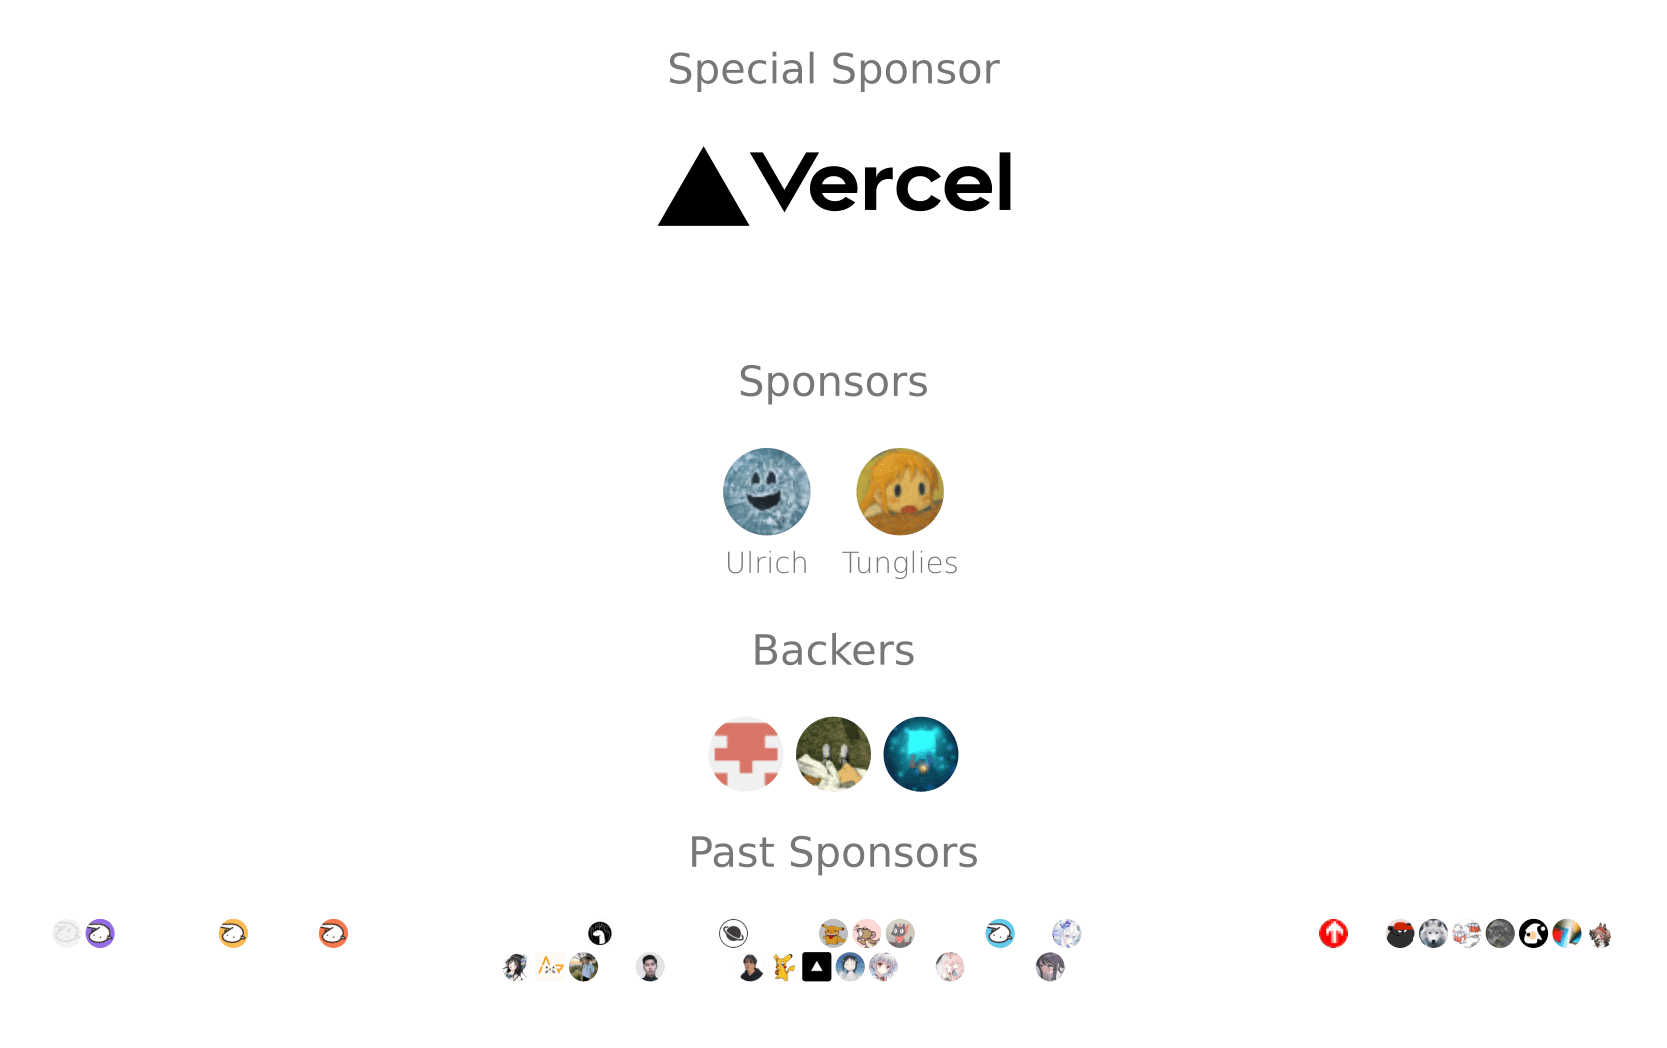 Special Sponsor
Vercel
Sponsors
Ulrich
Tunglies
Backers
Past Sponsors